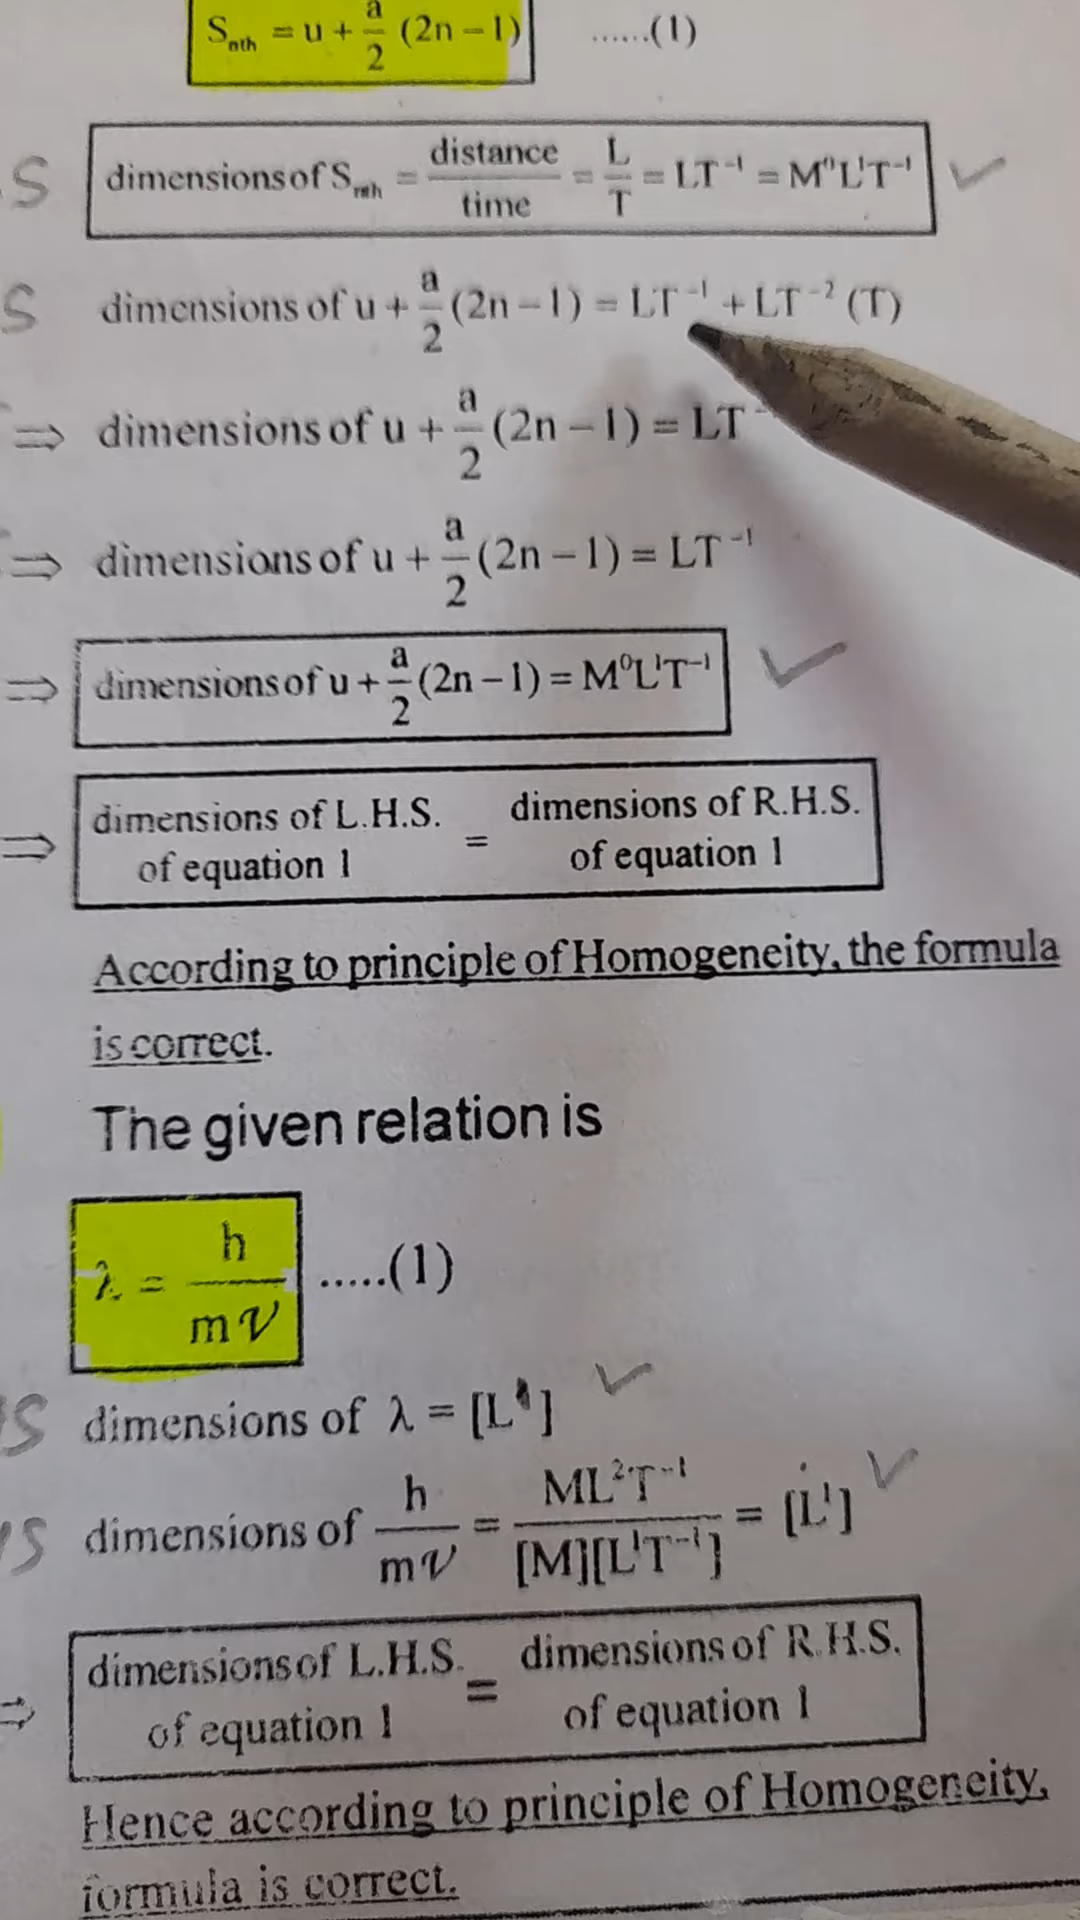 Sₙₜₕ = u + a/2 (2n − 1) ......(1)
S dimensions of Sₙₜₕ = distance/time = L/T = LT⁻¹ = M⁰L¹T⁻¹ ✓
S dimensions of u + a/2 (2n − 1) = LT⁻¹ + LT⁻² (T)
⇒ dimensions of u + a/2 (2n − 1) = LT⁻
⇒ dimensions of u + a/2 (2n − 1) = LT⁻¹
⇒ dimensions of u + a/2 (2n − 1) = M⁰L¹T⁻¹ ✓
⇒ dimensions of L.H.S. of equation 1 = dimensions of R.H.S. of equation 1
According to principle of Homogeneity, the formula
is correct.
The given relation is
λ = h/mv .....(1)
S dimensions of λ = [L¹] ✓
S dimensions of h/mv = ML²T⁻¹/[M][L¹T⁻¹] = [L¹] ✓
⇒ dimensions of L.H.S. of equation 1 = dimensions of R.H.S. of equation 1
Hence according to principle of Homogeneity,
formula is correct.